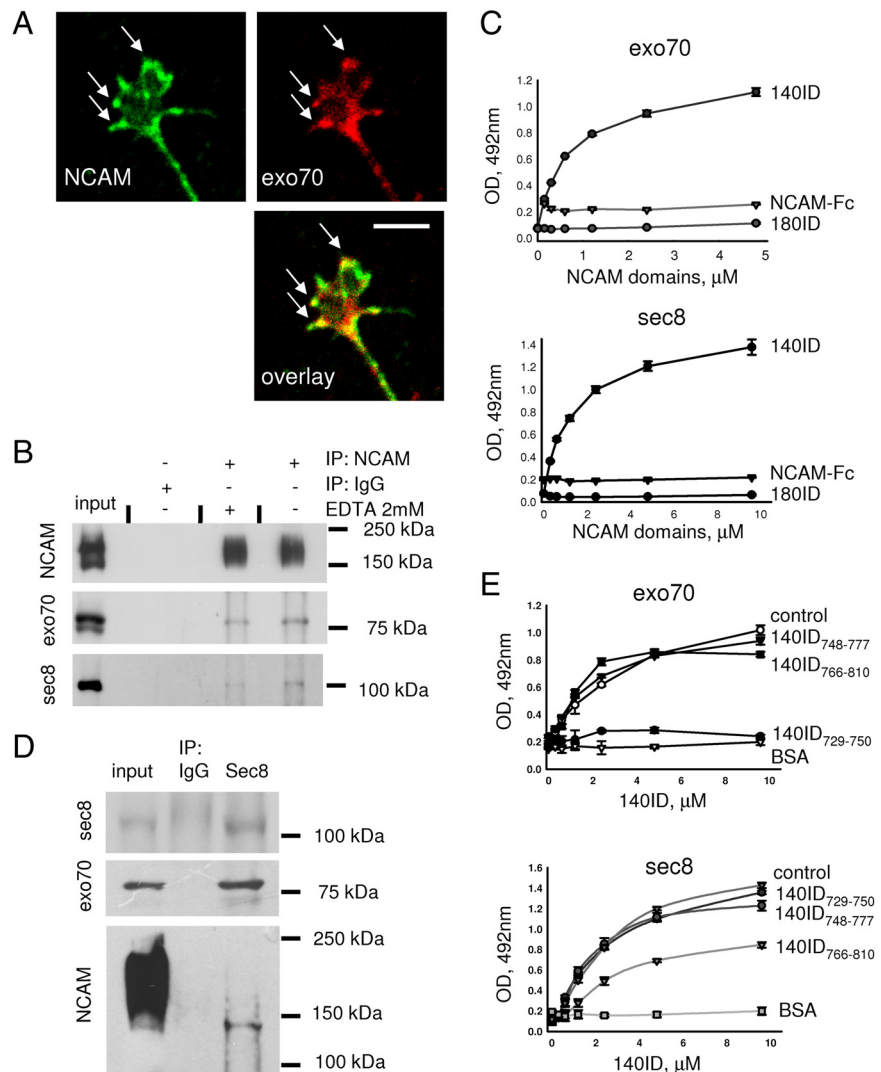 A
NCAM
exo70
overlay
B
- + + IP: NCAM
+ - - IP: IgG
input - + - EDTA 2mM
NCAM
250 kDa
150 kDa
exo70
75 kDa
sec8
100 kDa
C
exo70
OD, 492nm
1.2
1.0
0.8
0.6
0.4
0.2
0.0
0 1 2 3 4 5
NCAM domains, μM
140ID
NCAM-Fc
180ID
sec8
OD, 492nm
1.4
1.2
1.0
0.8
0.6
0.4
0.2
0.0
0 2 4 6 8 10
NCAM domains, μM
140ID
NCAM-Fc
180ID
D
IP:
input IgG Sec8
sec8
100 kDa
exo70
75 kDa
NCAM
250 kDa
150 kDa
100 kDa
E
exo70
OD, 492nm
1.2
1.0
0.8
0.6
0.4
0.2
0.0
0 2 4 6 8 10
140ID, μM
control
140ID748-777
140ID766-810
140ID729-750
BSA
sec8
OD, 492nm
1.6
1.4
1.2
1.0
0.8
0.6
0.4
0.2
0.0
0 2 4 6 8 10
140ID, μM
control
140ID729-750
140ID748-777
140ID766-810
BSA